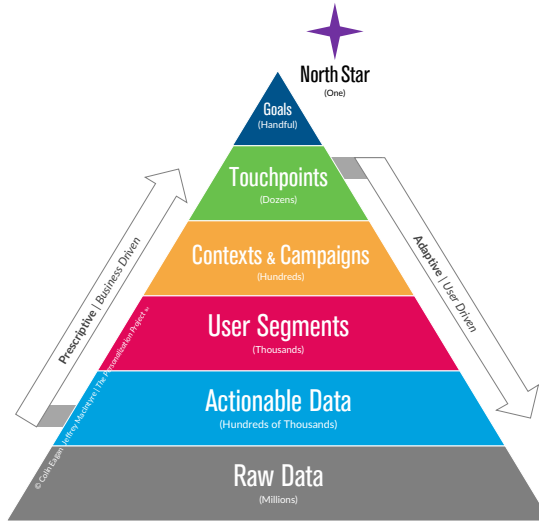 North Star
(One)
Goals
(Handful)
Touchpoints
(Dozens)
Contexts & Campaigns
(Hundreds)
User Segments
(Thousands)
Actionable Data
(Hundreds of Thousands)
Raw Data
(Millions)
Prescriptive | Business Driven
Adaptive | User Driven
© Colin Eagan Jeffrey MacIntyre | The Personalization Project